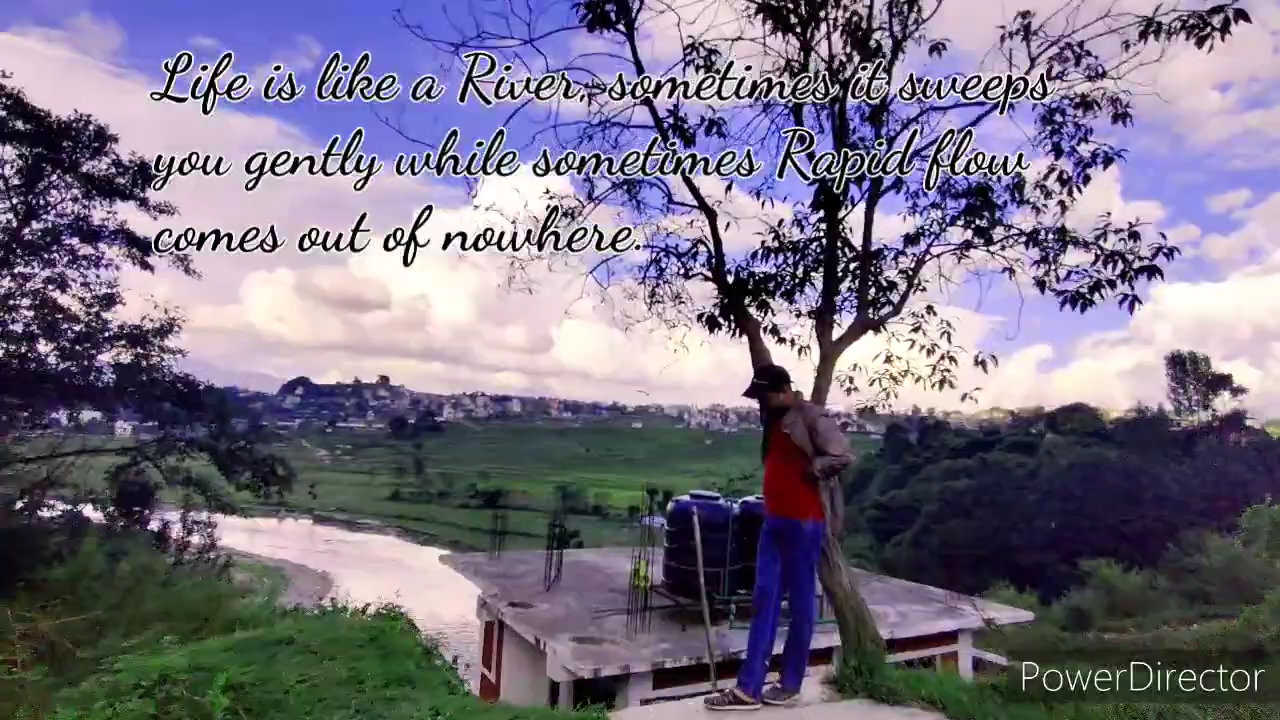 Life is like a River, sometimes it sweeps
you gently while sometimes Rapid flow
comes out of nowhere.
PowerDirector